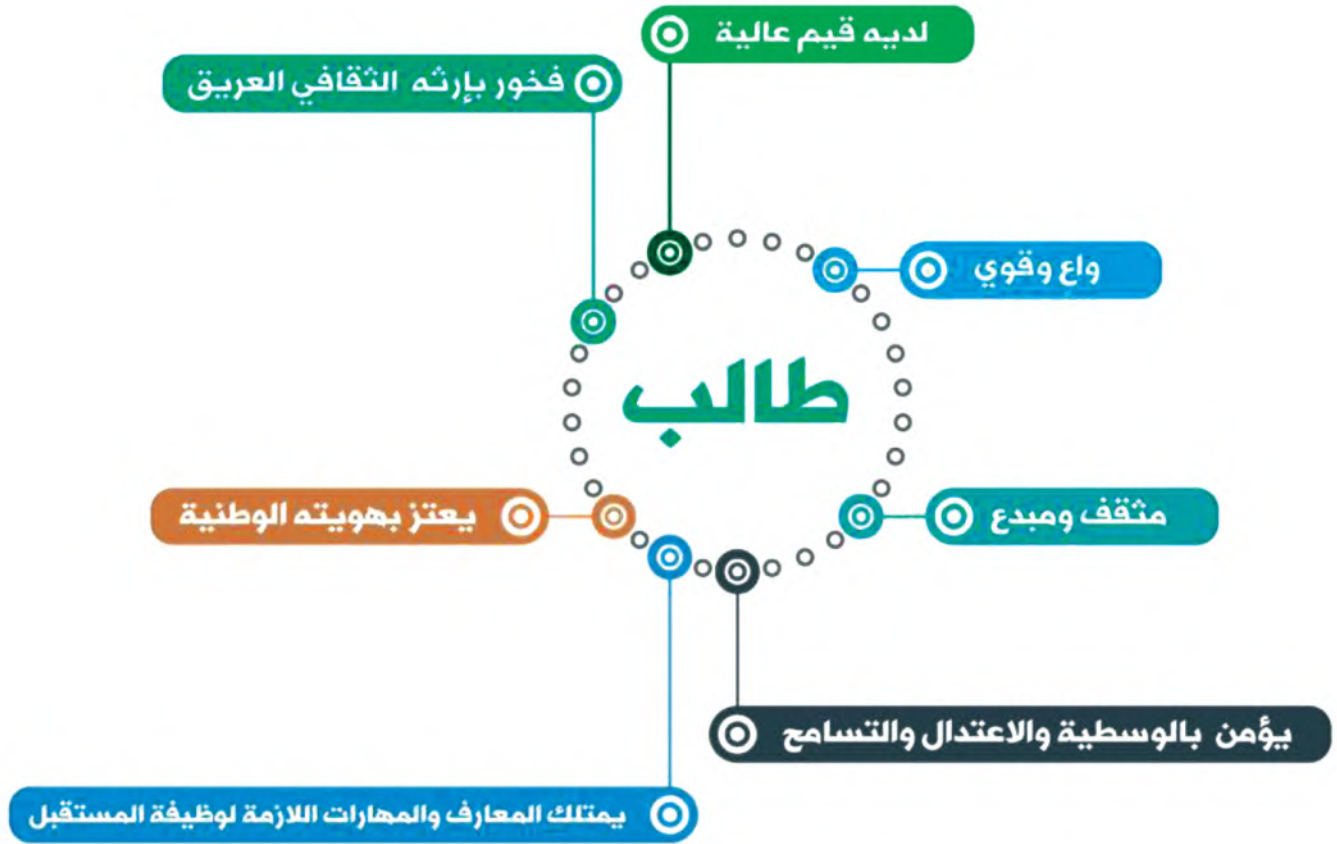 لديه قيم عالية
فخور بإرثه الثقافي العريق
واع وقوي
طالب
يعتز بهويته الوطنية
مثقف ومبدع
يؤمن بالوسطية والاعتدال والتسامح
يمتلك المعارف والمهارات اللازمة لوظيفة المستقبل